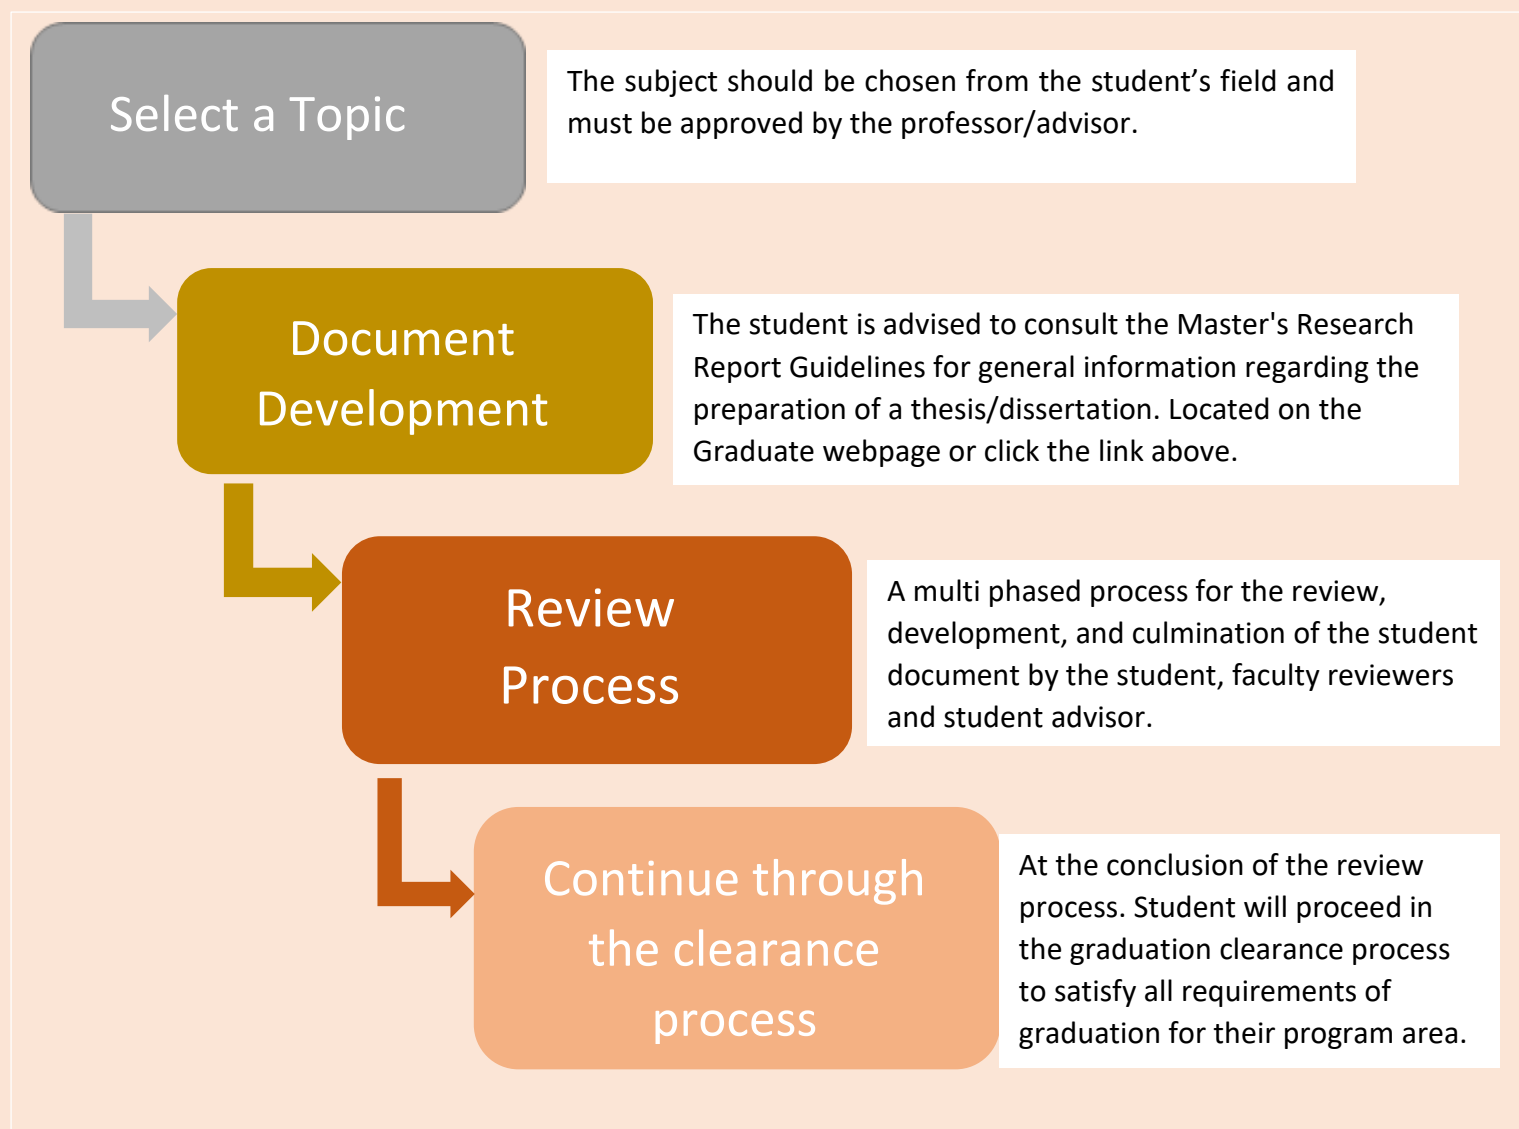 Select a Topic
The subject should be chosen from the student’s field and
must be approved by the professor/advisor.
Document
Development
The student is advised to consult the Master's Research
Report Guidelines for general information regarding the
preparation of a thesis/dissertation. Located on the
Graduate webpage or click the link above.
Review
Process
A multi phased process for the review,
development, and culmination of the student
document by the student, faculty reviewers
and student advisor.
Continue through
the clearance
process
At the conclusion of the review
process. Student will proceed in
the graduation clearance process
to satisfy all requirements of
graduation for their program area.